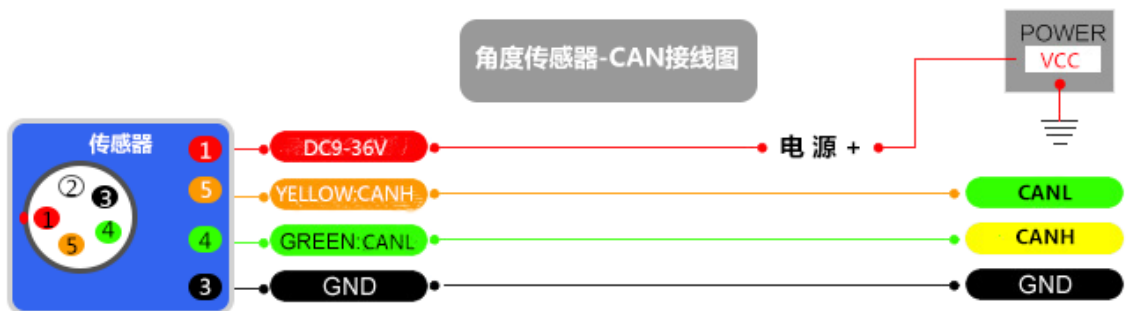 POWER
VCC
角度传感器-CAN接线图
传感器
1
DC9-36V
电 源 +
5
YELLOW:CANH
CANL
4
GREEN:CANL
CANH
3
GND
GND
2
3
1
4
5